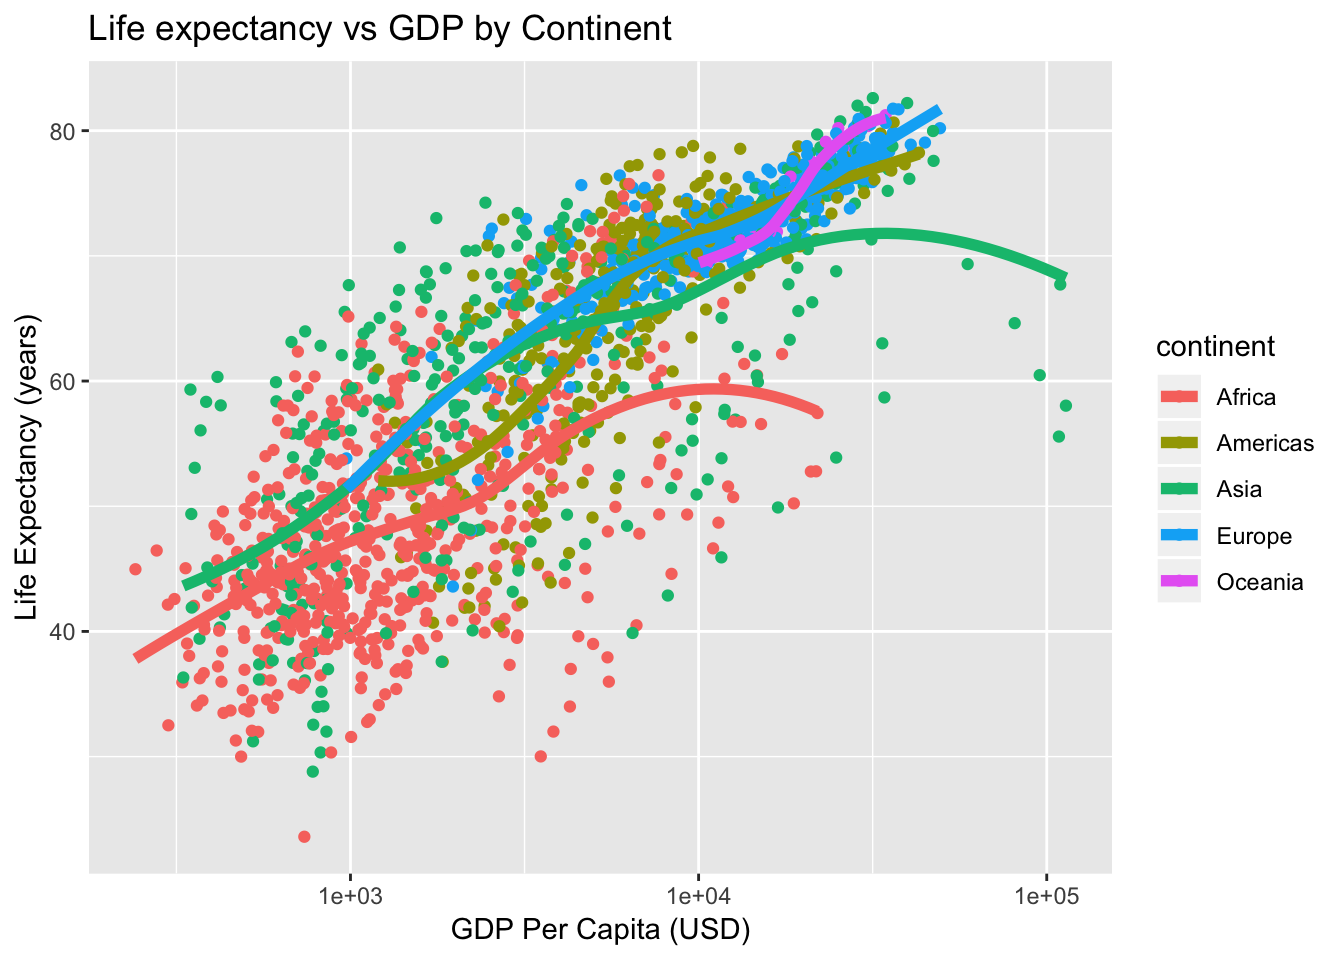 Life expectancy vs GDP by Continent
Life Expectancy (years)
80
60
40
1e+03
1e+04
1e+05
GDP Per Capita (USD)
continent
Africa
Americas
Asia
Europe
Oceania